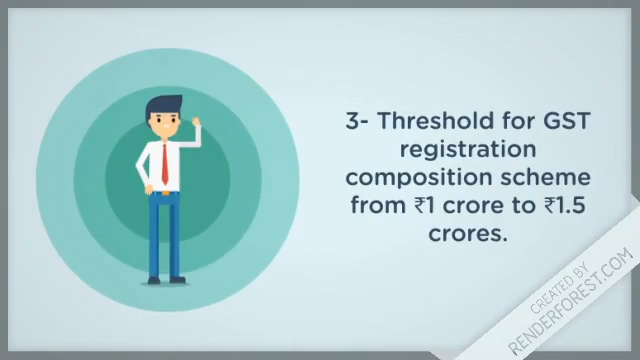 3- Threshold for GST
registration
composition scheme
from ₹1 crore to ₹1.5
crores.
CREATED BY
RENDERFOREST.COM